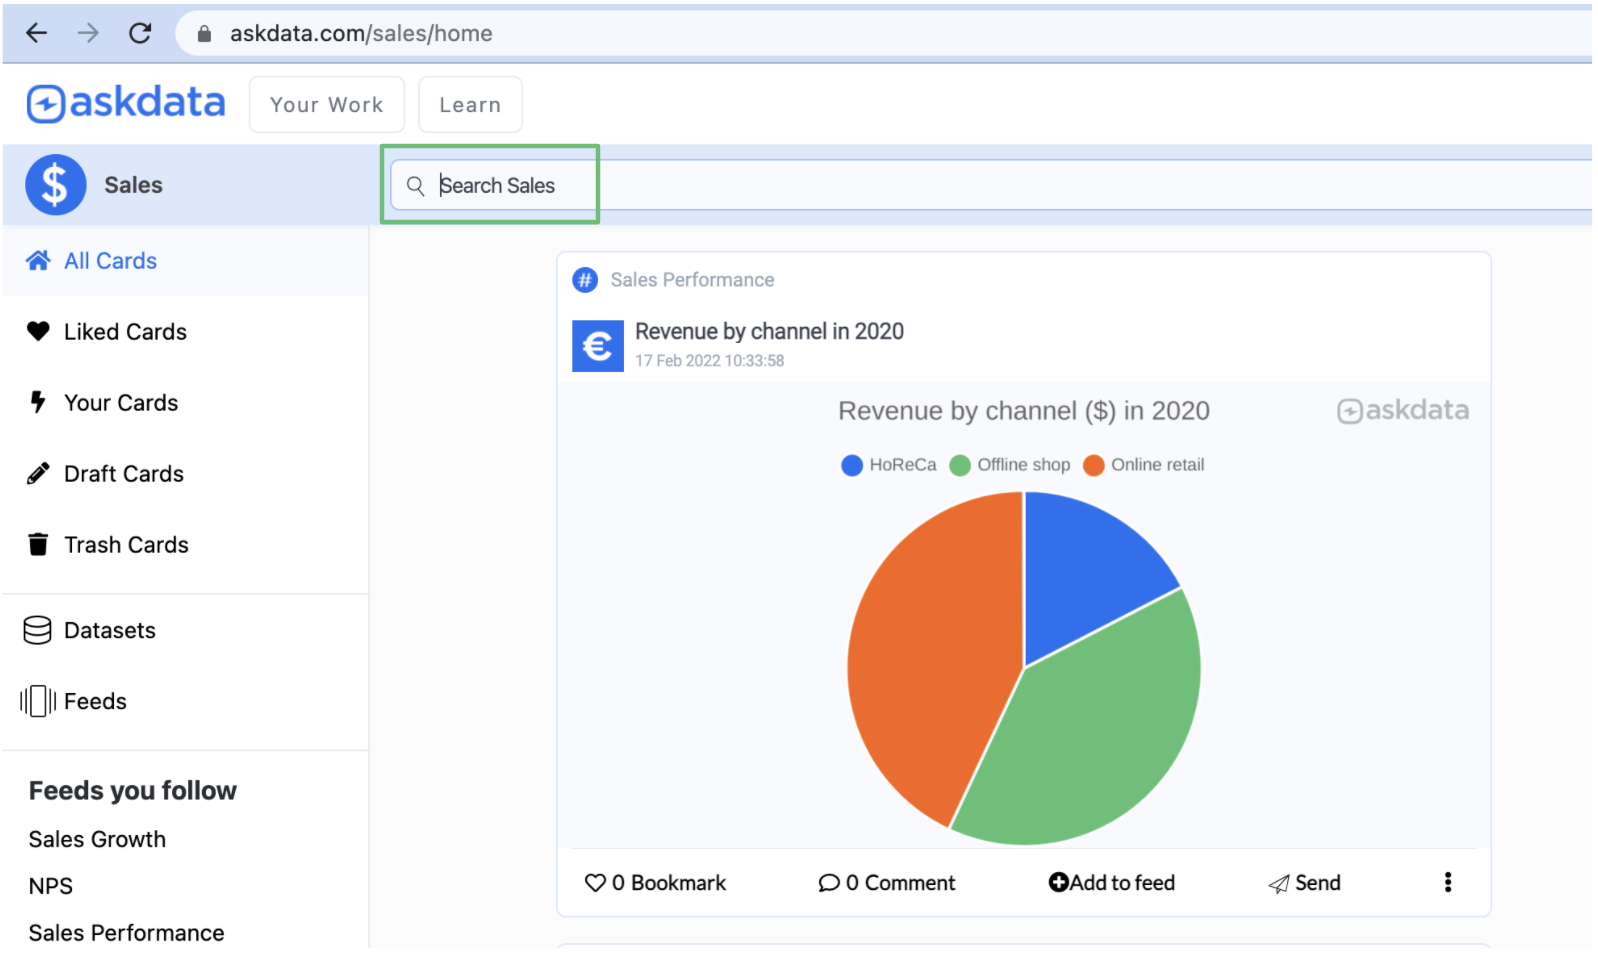 askdata.com/sales/home
askdata
Your Work
Learn
$
Sales
Search Sales
All Cards
Liked Cards
Your Cards
Draft Cards
Trash Cards
Datasets
Feeds
Feeds you follow
Sales Growth
NPS
Sales Performance
# Sales Performance
€
Revenue by channel in 2020
17 Feb 2022 10:33:58
Revenue by channel ($) in 2020
askdata
HoReCa Offline shop Online retail
0 Bookmark
0 Comment
Add to feed
Send